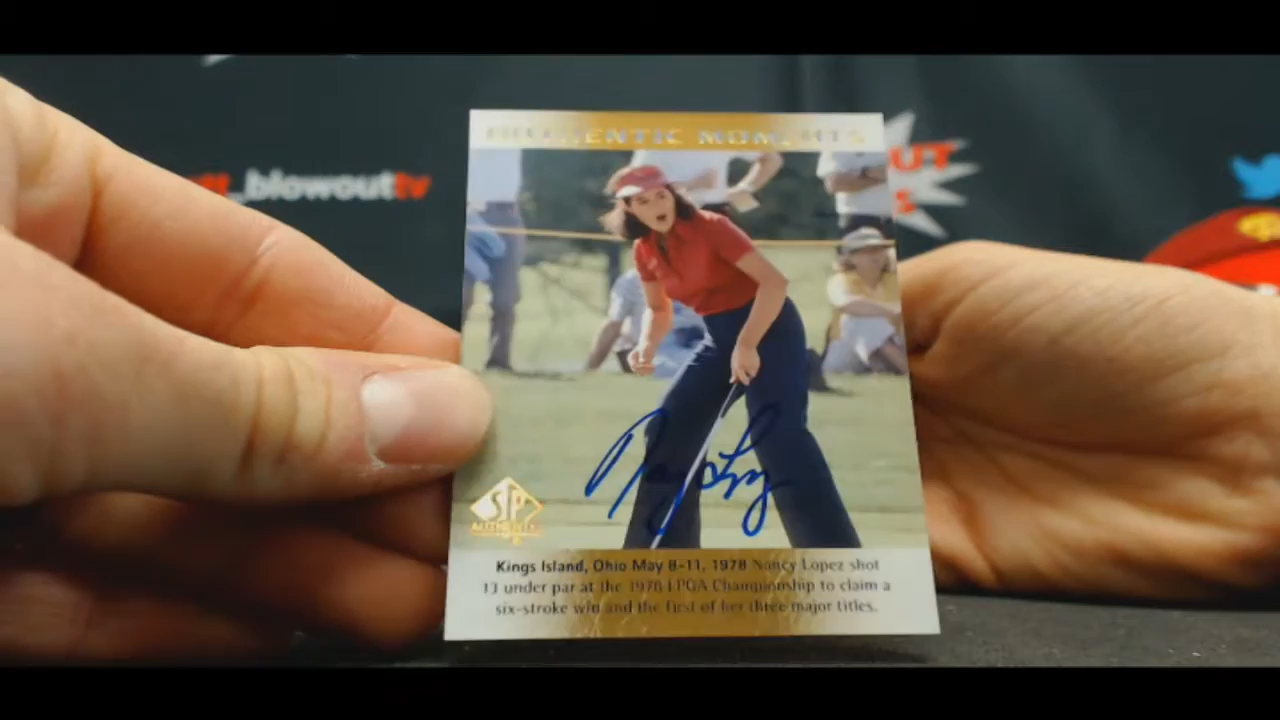 AUTHENTIC MOMENTS
_blowouttv
UT
S
SP
AUTHENTIC
Kings Island, Ohio May 8-11, 1978 Nancy Lopez shot
13 under par at the 1978 LPGA Championship to claim a
six-stroke win and the first of her three major titles.